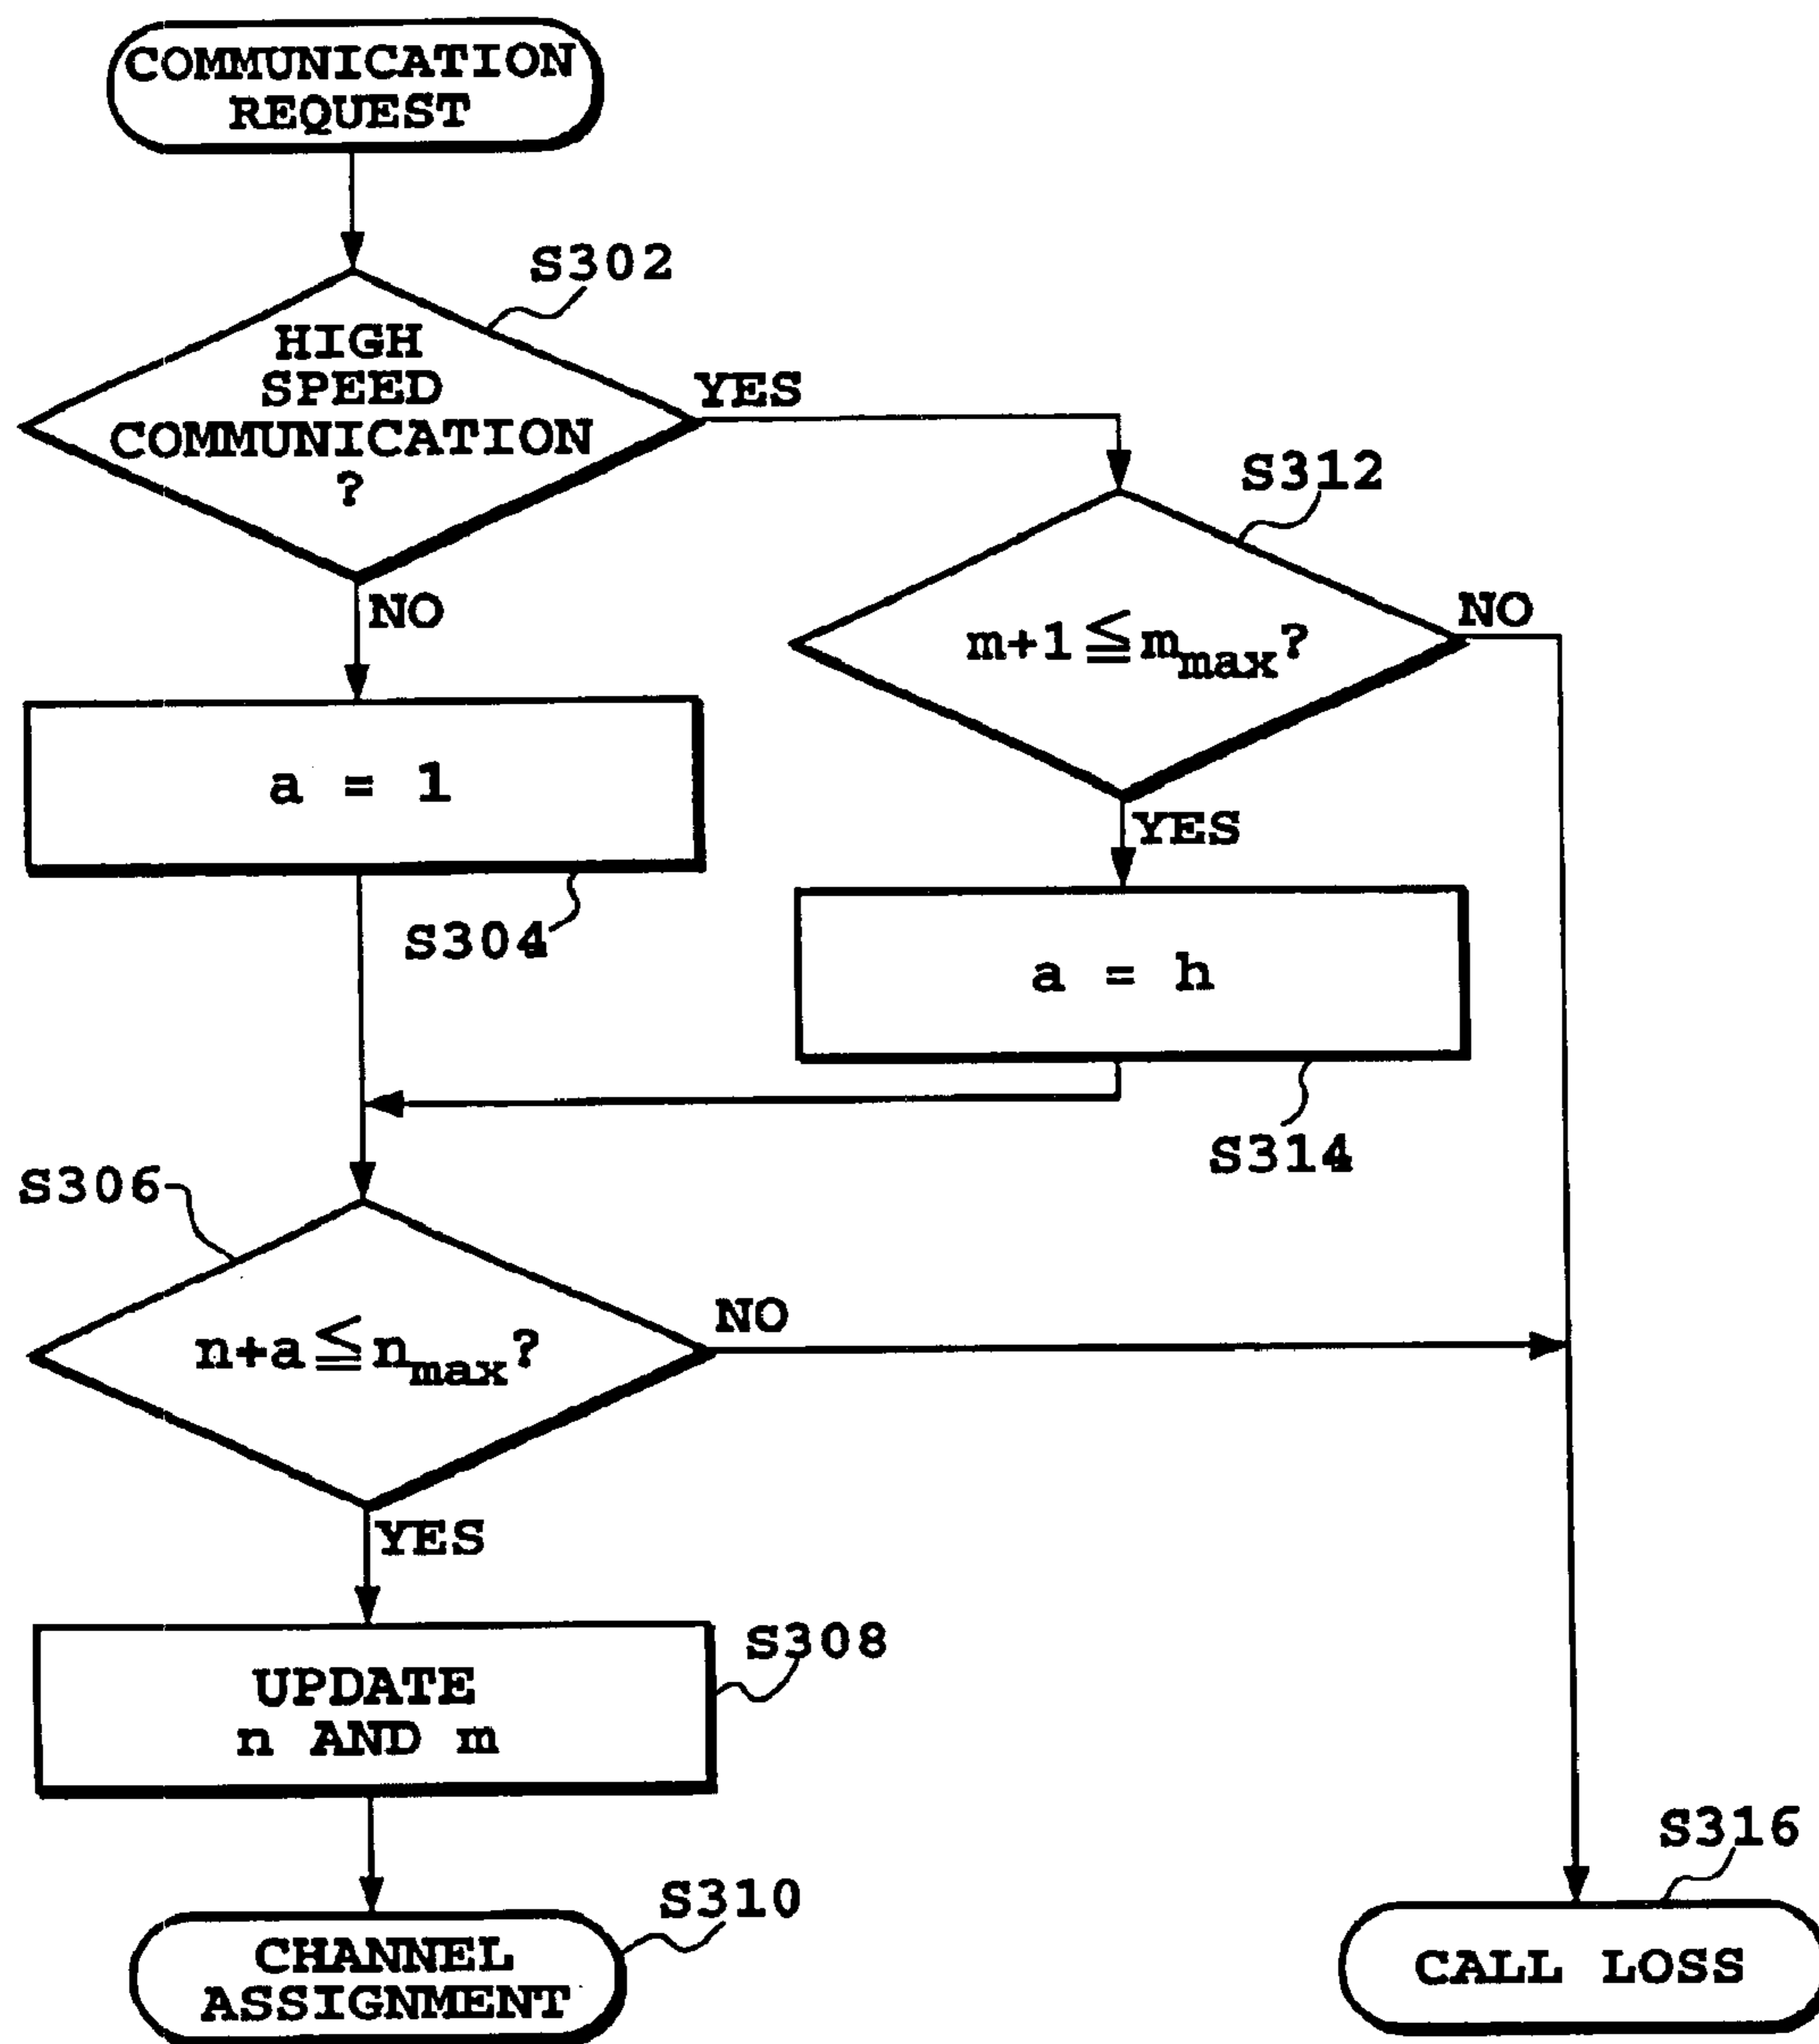 COMMUNICATION
REQUEST
S302
HIGH
SPEED
COMMUNICATION
?
YES
NO
S312
m+1≦m_max?
NO
YES
a = 1
S304
a = h
S314
S306
n+a≦n_max?
NO
YES
UPDATE
n AND m
S308
S310
CHANNEL
ASSIGNMENT
S316
CALL LOSS